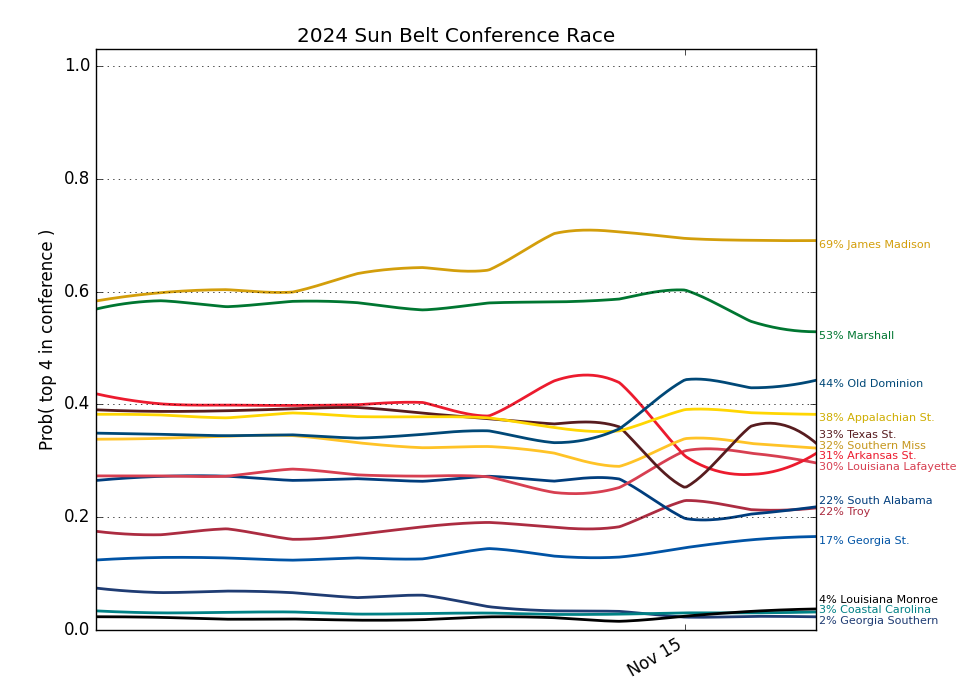 2024 Sun Belt Conference Race
1.0
0.8
0.6
0.4
0.2
0.0
Prob( top 4 in conference )
Nov 15
69% James Madison
53% Marshall
44% Old Dominion
38% Appalachian St.
33% Texas St.
32% Southern Miss
31% Arkansas St.
30% Louisiana Lafayette
22% South Alabama
22% Troy
17% Georgia St.
4% Louisiana Monroe
3% Coastal Carolina
2% Georgia Southern